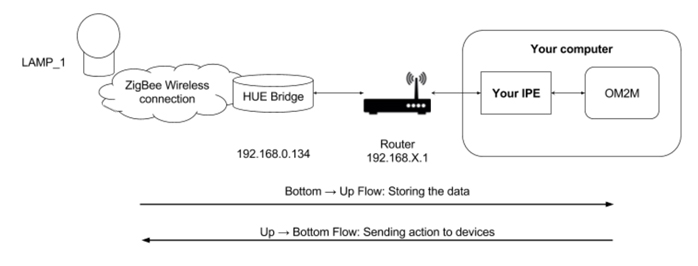 Your computer
LAMP_1
ZigBee Wireless
connection
HUE Bridge
Your IPE
OM2M
192.168.0.134
Router
192.168.X.1
Bottom → Up Flow: Storing the data
Up → Bottom Flow: Sending action to devices